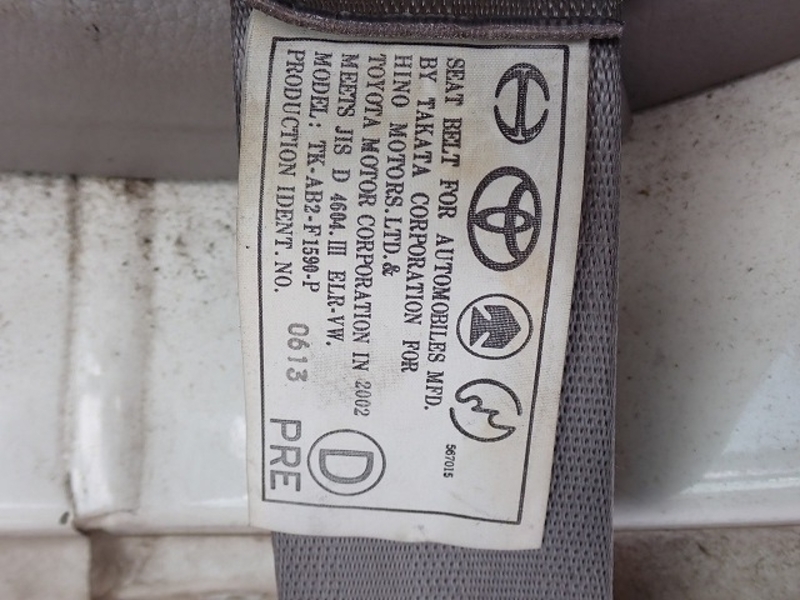 SEAT BELT FOR AUTOMOBILES MFD.
BY TAKATA CORPORATION FOR
HINO MOTORS.LTD.&
TOYOTA MOTOR CORPORATION IN 2002
MEETS JIS D 4604.III ELR-VW.
MODEL: TK-AB2-F1590-P
PRODUCTION IDENT.NO. 0613
567015
D
PRE